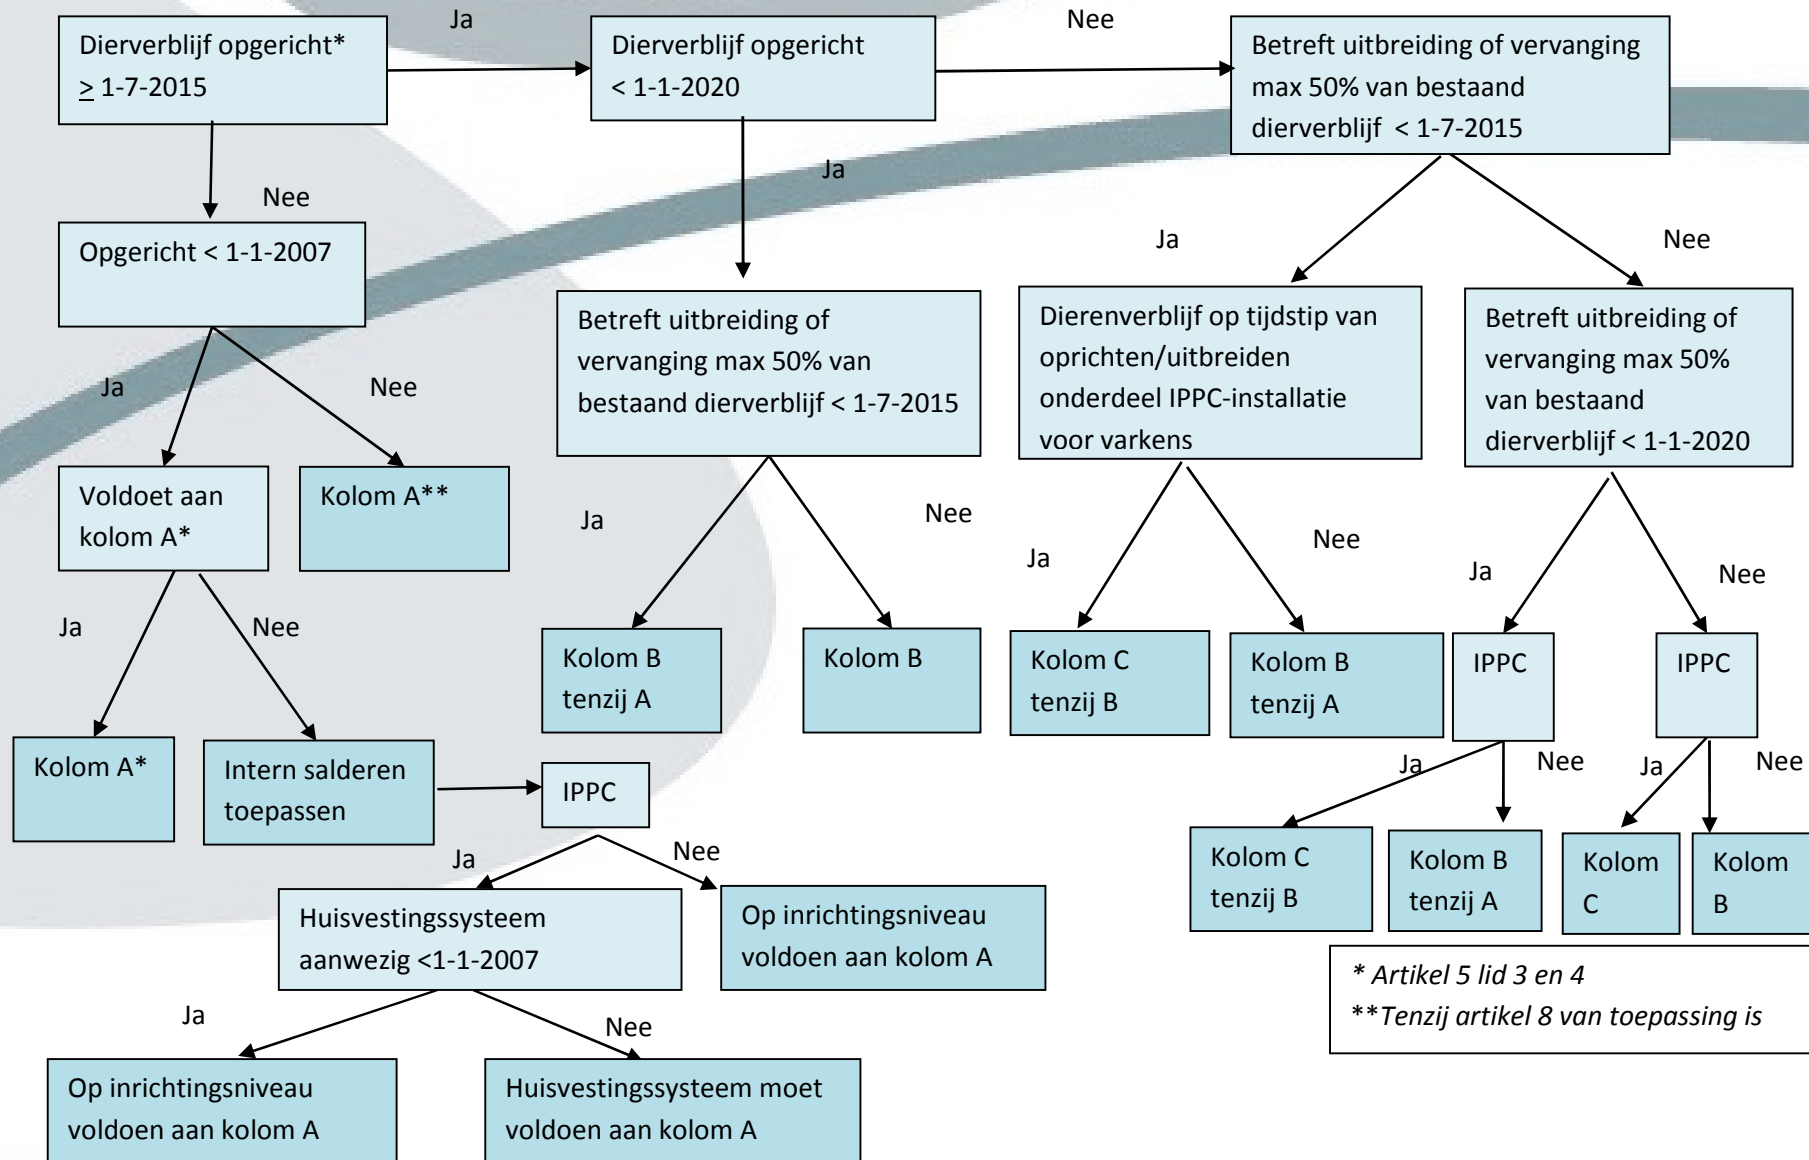 Ja
Nee
Dierverblijf opgericht*
≥ 1-7-2015
Dierverblijf opgericht
< 1-1-2020
Betreft uitbreiding of vervanging
max 50% van bestaand
dierverblijf < 1-7-2015
Nee
Ja
Opgericht < 1-1-2007
Ja
Nee
Betreft uitbreiding of
vervanging max 50% van
bestaand dierverblijf < 1-7-2015
Dierenverblijf op tijdstip van
oprichten/uitbreiden
onderdeel IPPC-installatie
voor varkens
Betreft uitbreiding of
vervanging max 50%
van bestaand
dierverblijf < 1-1-2020
Ja
Nee
Voldoet aan
kolom A*
Kolom A**
Ja
Nee
Ja
Nee
Ja
Nee
Ja
Nee
Kolom B
tenzij A
Kolom B
Kolom C
tenzij B
Kolom B
tenzij A
IPPC
IPPC
Kolom A*
Intern salderen
toepassen
IPPC
Ja
Nee
Ja
Nee
Ja
Nee
Kolom C
tenzij B
Kolom B
tenzij A
Kolom
C
Kolom
B
Huisvestingssysteem
aanwezig <1-1-2007
Op inrichtingsniveau
voldoen aan kolom A
* Artikel 5 lid 3 en 4
**Tenzij artikel 8 van toepassing is
Ja
Nee
Op inrichtingsniveau
voldoen aan kolom A
Huisvestingssysteem moet
voldoen aan kolom A